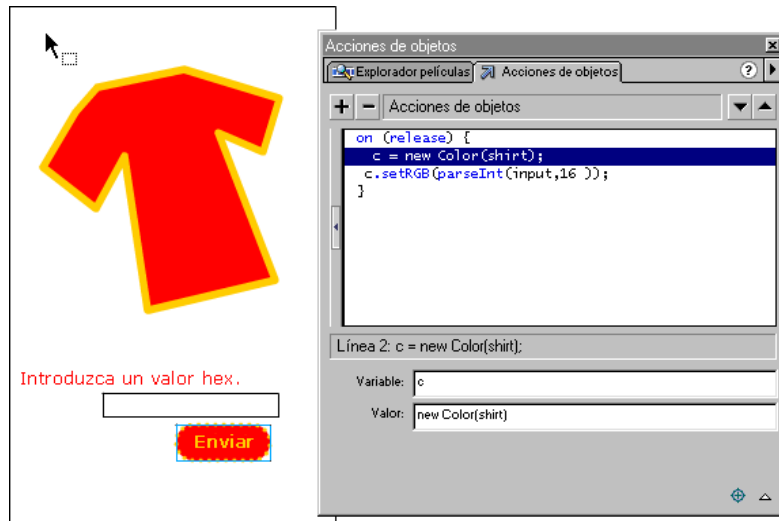 Acciones de objetos
Explorador películas Acciones de objetos ?
+ - Acciones de objetos
on (release) {
c = new Color(shirt);
c.setRGB(parseInt(input,16 ));
}
Línea 2: c = new Color(shirt);
Variable: c
Valor: new Color(shirt)
Introduzca un valor hex.
Enviar